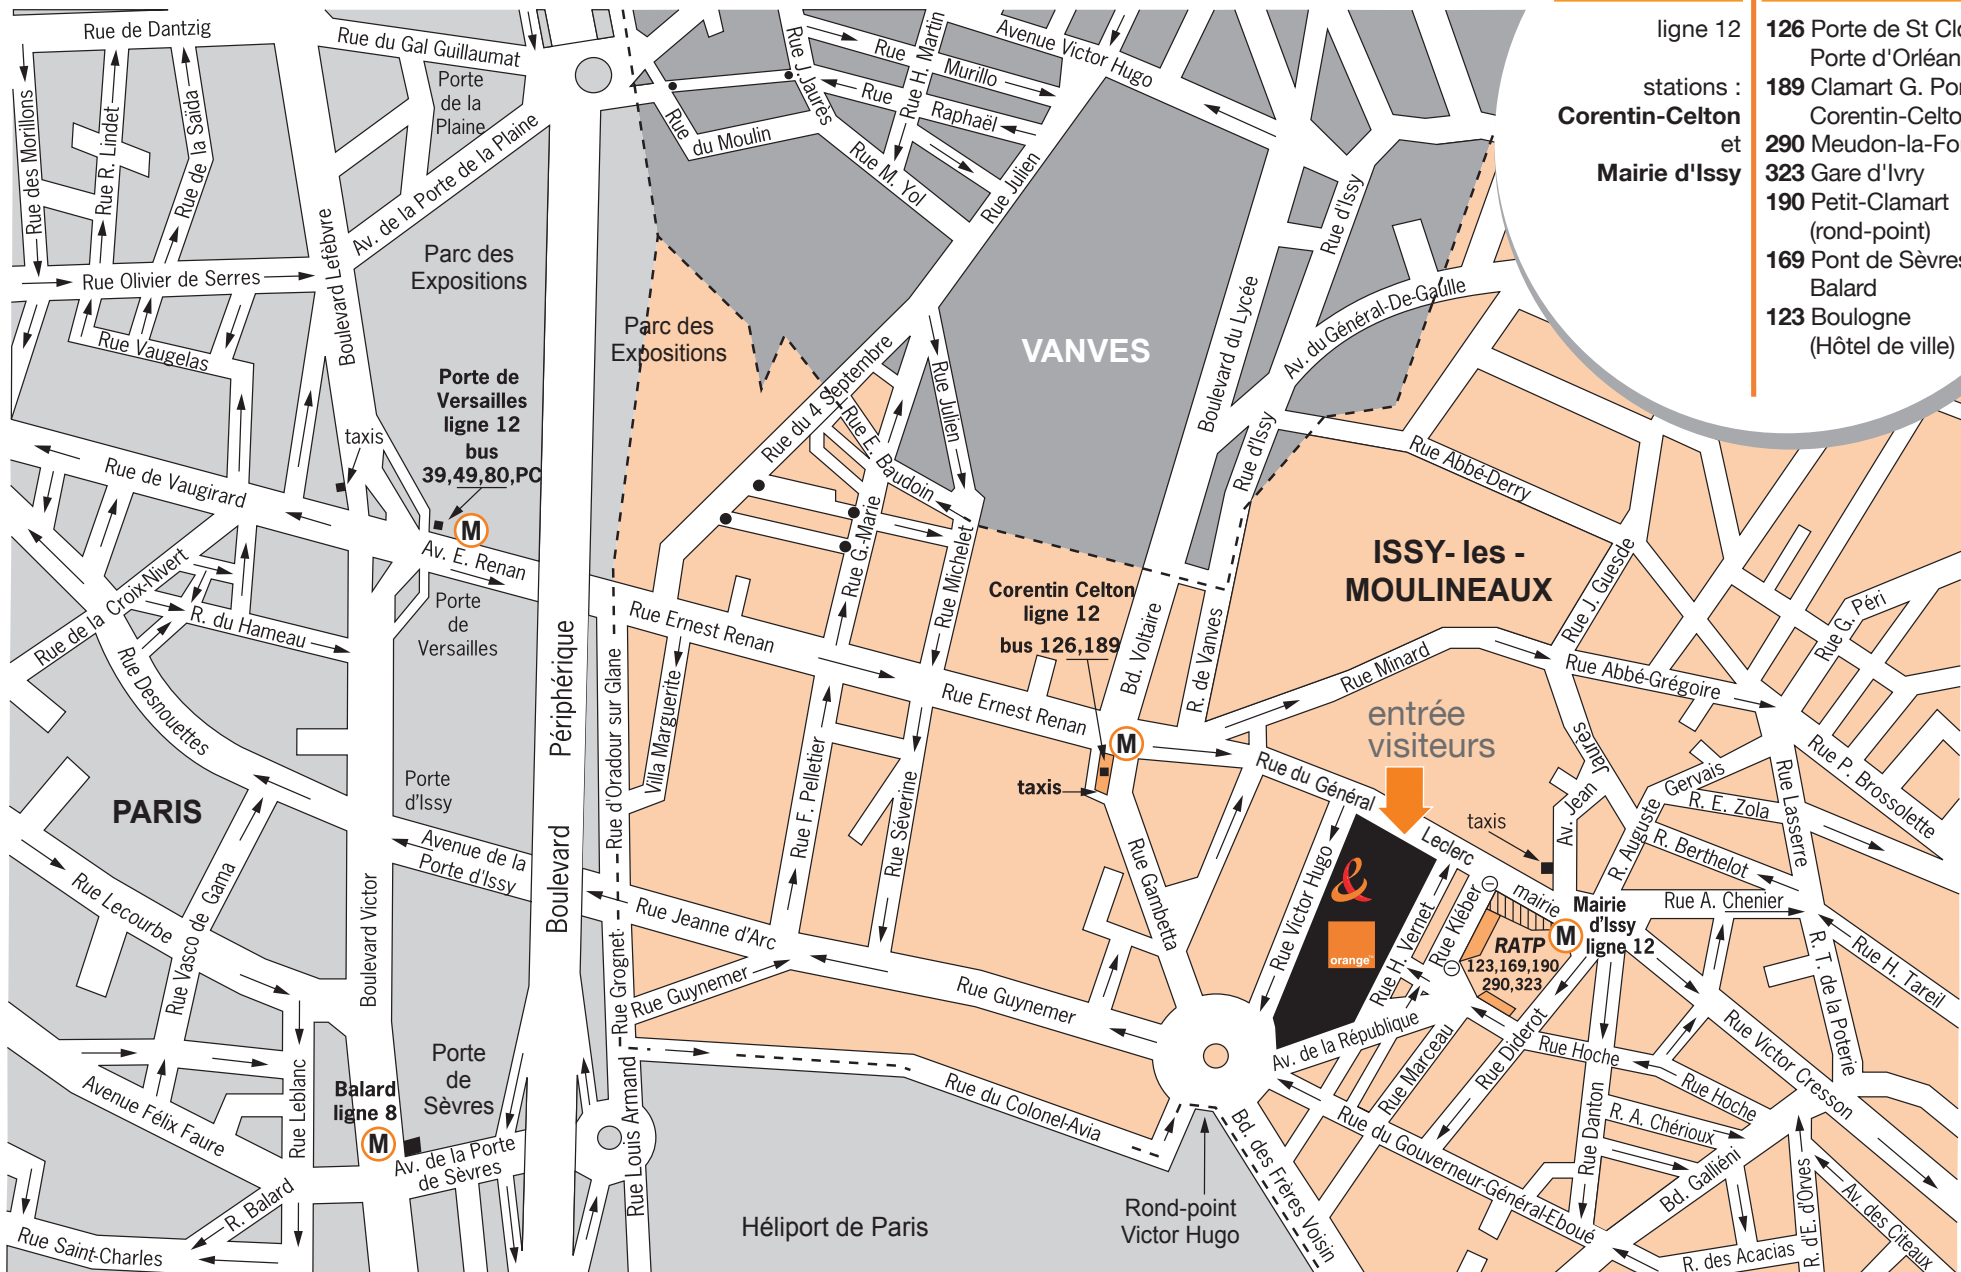 Rue de Dantzig
Rue du Gal Guillaumat
Porte
de la
Plaine
Rue des Morillons
Rue R. Lindet
Rue de la Saïda
Av. de la Porte de la Plaine
Boulevard Lefèbvre
Rue Olivier de Serres
Rue Vaugelas
Parc des
Expositions
Parc des
Expositions
Rue J.Jaurès
Rue Murillo
Rue H. Martin
Rue Raphaël
Rue du Moulin
Rue M. Yol
Rue Julien
Avenue Victor Hugo
Rue d'Issy
Boulevard du Lycée
Av. du Général-De-Gaulle
VANVES
ligne 12
stations :
Corentin-Celton
et
Mairie d'Issy
126 Porte de St Clo
Porte d'Orléan
189 Clamart G. Por
Corentin-Celto
290 Meudon-la-For
323 Gare d'Ivry
190 Petit-Clamart
(rond-point)
169 Pont de Sèvres
Balard
123 Boulogne
(Hôtel de ville)
Porte de
Versailles
ligne 12
bus
39,49,80,PC
taxis
M
Rue de Vaugirard
Av. E. Renan
Rue de la Croix-Nivert
R. du Hameau
Rue Desnouettes
Porte
de
Versailles
Rue du 4 Septembre
Rue Julien
Rue E. Baudoin
Rue G.-Marie
Rue Michelet
Rue d'Issy
Rue Abbé-Derry
ISSY- les -
MOULINEAUX
Rue J. Guesde
Rue G. Péri
Rue Ernest Renan
Corentin Celton
ligne 12
bus 126,189
Bd. Voltaire
R. de Vanves
Rue Minard
Rue Abbé-Grégoire
Boulevard Périphérique
Rue d'Oradour sur Glane
Villa Marguerite
Rue F. Pelletier
Rue Séverine
Rue Ernest Renan
M
taxis
Rue du Général Leclerc
entrée
visiteurs
Av. Jean Jaurès
R. Auguste Gervais
R. E. Zola
R. Berthelot
Rue Lasserre
Rue P. Brossolette
PARIS
Porte
d'Issy
Avenue de la
Porte d'Issy
Boulevard Victor
Rue Lecourbe
Rue Vasco de Gama
Rue Jeanne d'Arc
Rue Grognet
Rue Guynemer
Rue Guynemer
Rue Gambetta
Rue Victor Hugo
&
orange™
Rue H. Vernet
Rue Kléber
taxis
mairie
Mairie
d'Issy
ligne 12
M
RATP
123,169,190
290,323
Rue A. Chenier
Rue H. Tareil
R. T. de la Poterie
Rue Victor Cresson
Av. de la République
Rue Marceau
Rue Diderot
Rue Hoche
Rue Hoche
Rue Danton
R. A. Chérioux
Bd. Galliéni
Rue du Gouverneur-Général-Eboué
Bd. des Frères Voisin
R. d'E. d'Orves
Av. des Citeaux
R. des Acacias
Avenue Félix Faure
Rue Leblanc
Balard
ligne 8
M
Porte
de
Sèvres
Av. de la Porte
de Sèvres
R. Balard
Rue Saint-Charles
Rue Louis Armand
Rue du Colonel-Avia
Héliport de Paris
Rond-point
Victor Hugo